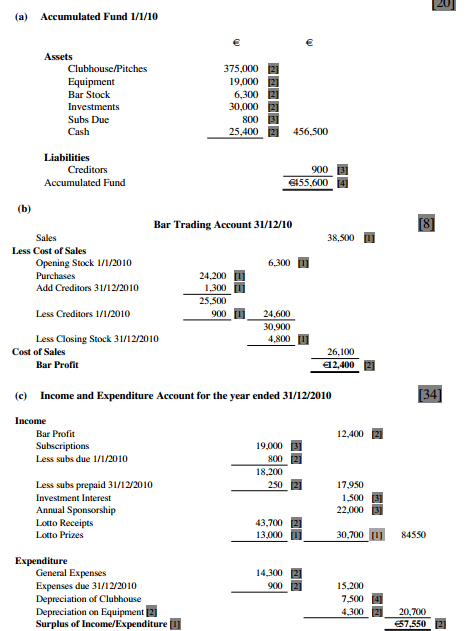 [20]
(a) Accumulated Fund 1/1/10
€ €
Assets
Clubhouse/Pitches 375,000 [2]
Equipment 19,000 [2]
Bar Stock 6,300 [2]
Investments 30,000 [2]
Subs Due 800 [3]
Cash 25,400 [2] 456,500
Liabilities
Creditors 900 [3]
Accumulated Fund €455,600 [4]
(b)
Bar Trading Account 31/12/10 [8]
Sales 38,500 [1]
Less Cost of Sales
Opening Stock 1/1/2010 6,300 [1]
Purchases 24,200 [1]
Add Creditors 31/12/2010 1,300 [1]
25,500
Less Creditors 1/1/2010 900 [1] 24,600
30,900
Less Closing Stock 31/12/2010 4,800 [1]
Cost of Sales 26,100
Bar Profit €12,400 [2]
(c) Income and Expenditure Account for the year ended 31/12/2010 [34]
Income
Bar Profit 12,400 [2]
Subscriptions 19,000 [3]
Less subs due 1/1/2010 800 [2]
18,200
Less subs prepaid 31/12/2010 250 [2] 17,950
Investment Interest 1,500 [3]
Annual Sponsorship 22,000 [3]
Lotto Receipts 43,700 [2]
Lotto Prizes 13,000 [1] 30,700 [1] 84550
Expenditure
General Expenses 14,300 [2]
Expenses due 31/12/2010 900 [2] 15,200
Depreciation of Clubhouse 7,500 [4]
Depreciation on Equipment [2] 4,300 [2] 20,700
Surplus of Income/Expenditure [1] €57,550 [2]